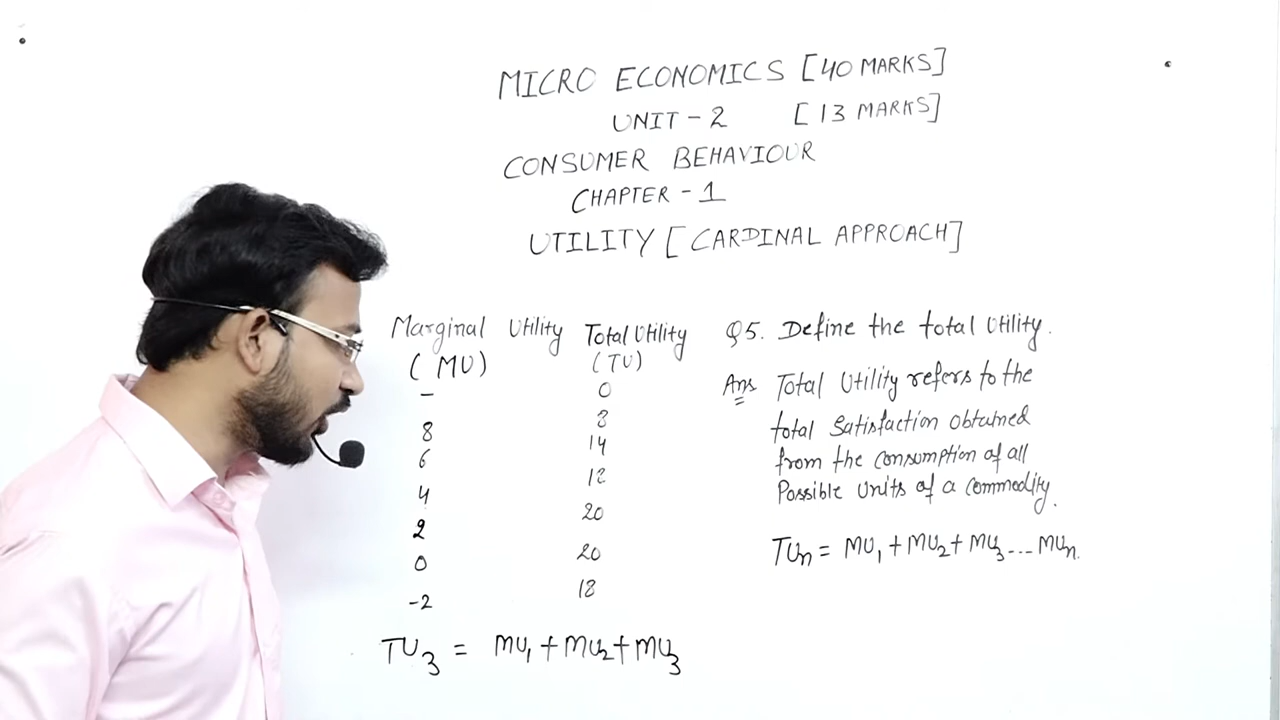 MICRO ECONOMICS [40 MARKS]
UNIT - 2 [13 MARKS]
CONSUMER BEHAVIOUR
CHAPTER - 1
UTILITY [CARDINAL APPROACH]
Marginal Utility Total Utility
(MU) (TU)
- 0
8 8
6 14
4 18
2 20
0 20
-2 18
TU3 = MU1 + MU2 + MU3
Q5. Define the total Utility.
Ans Total Utility refers to the
total Satisfaction obtained
from the Consumption of all
Possible Units of a Commodity.
TUn = MU1 + MU2 + MU3 ---- MUn.